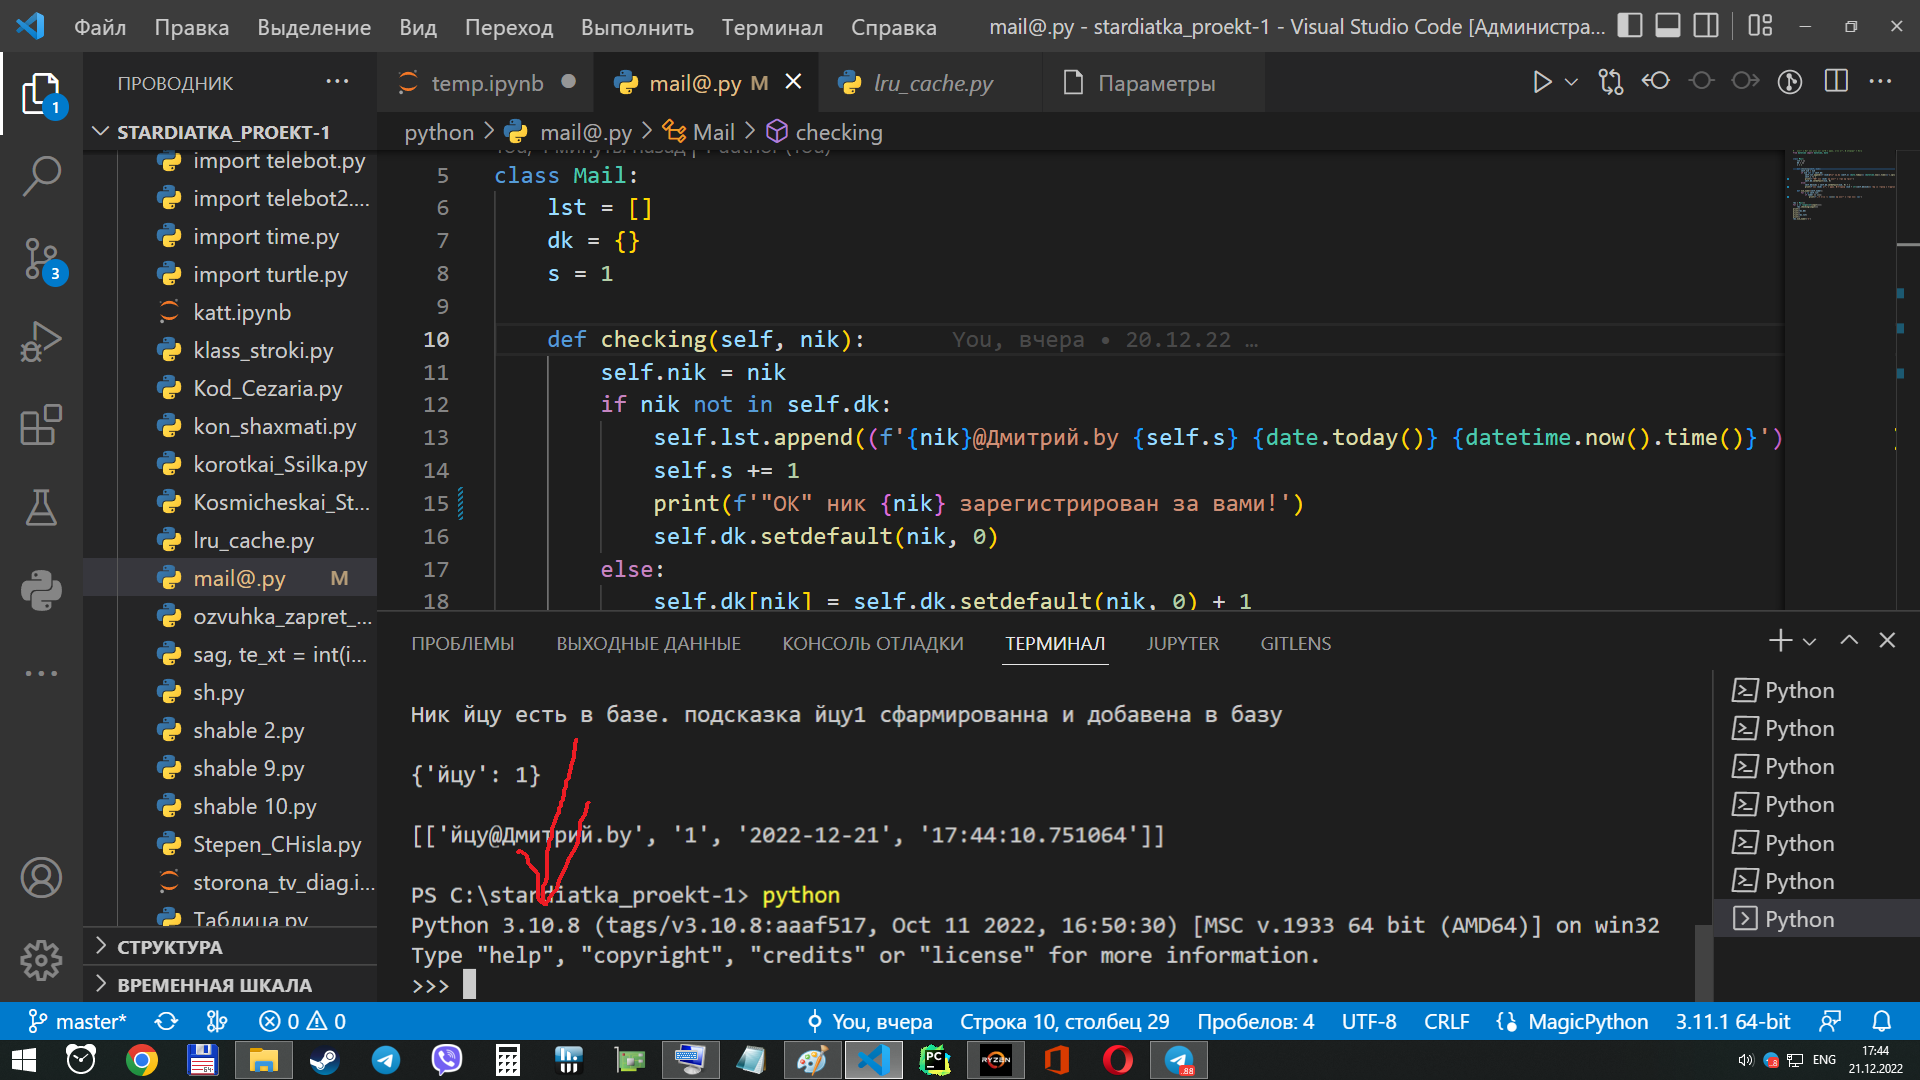 Файл Правка Выделение Вид Переход Выполнить Терминал Справка mail@.py - stardiatka_proekt-1 - Visual Studio Code [Администра...
ПРОВОДНИК
temp.ipynb mail@.py M lru_cache.py Параметры
STARDIATKA_PROEKT-1
python > mail@.py > Mail > checking
import telebot.py
import telebot2....
import time.py
import turtle.py
katt.ipynb
klass_stroki.py
Kod_Cezaria.py
kon_shaxmati.py
korotkai_Ssilka.py
Kosmicheskai_St...
lru_cache.py
mail@.py M
ozvuhka_zapret_...
sag, te_xt = int(i...
sh.py
shable 2.py
shable 9.py
shable 10.py
Stepen_CHisla.py
storona_tv_diag.i...
Таблица.py
СТРУКТУРА
ВРЕМЕННАЯ ШКАЛА
1
3
5 class Mail:
6 lst = []
7 dk = {}
8 s = 1
9
10 def checking(self, nik): You, вчера • 20.12.22 …
11 self.nik = nik
12 if nik not in self.dk:
13 self.lst.append((f'{nik}@Дмитрий.by {self.s} {date.today()} {datetime.now().time()}')
14 self.s += 1
15 print(f'"OK" ник {nik} зарегистрирован за вами!')
16 self.dk.setdefault(nik, 0)
17 else:
18 self.dk[nik] = self.dk.setdefault(nik, 0) + 1
ПРОБЛЕМЫ ВЫХОДНЫЕ ДАННЫЕ КОНСОЛЬ ОТЛАДКИ ТЕРМИНАЛ JUPYTER GITLENS
Ник йцу есть в базе. подсказка йцу1 сфармированна и добавена в базу
{'йцу': 1}
[['йцу@Дмитрий.by', '1', '2022-12-21', '17:44:10.751064']]
PS C:\stardiatka_proekt-1> python
Python 3.10.8 (tags/v3.10.8:aaaf517, Oct 11 2022, 16:50:30) [MSC v.1933 64 bit (AMD64)] on win32
Type "help", "copyright", "credits" or "license" for more information.
>>>
Python
Python
Python
Python
Python
Python
Python
master* 0 0 You, вчера Строка 10, столбец 29 Пробелов: 4 UTF-8 CRLF MagicPython 3.11.1 64-bit
PC
RYZEN
ENG
17:44
21.12.2022